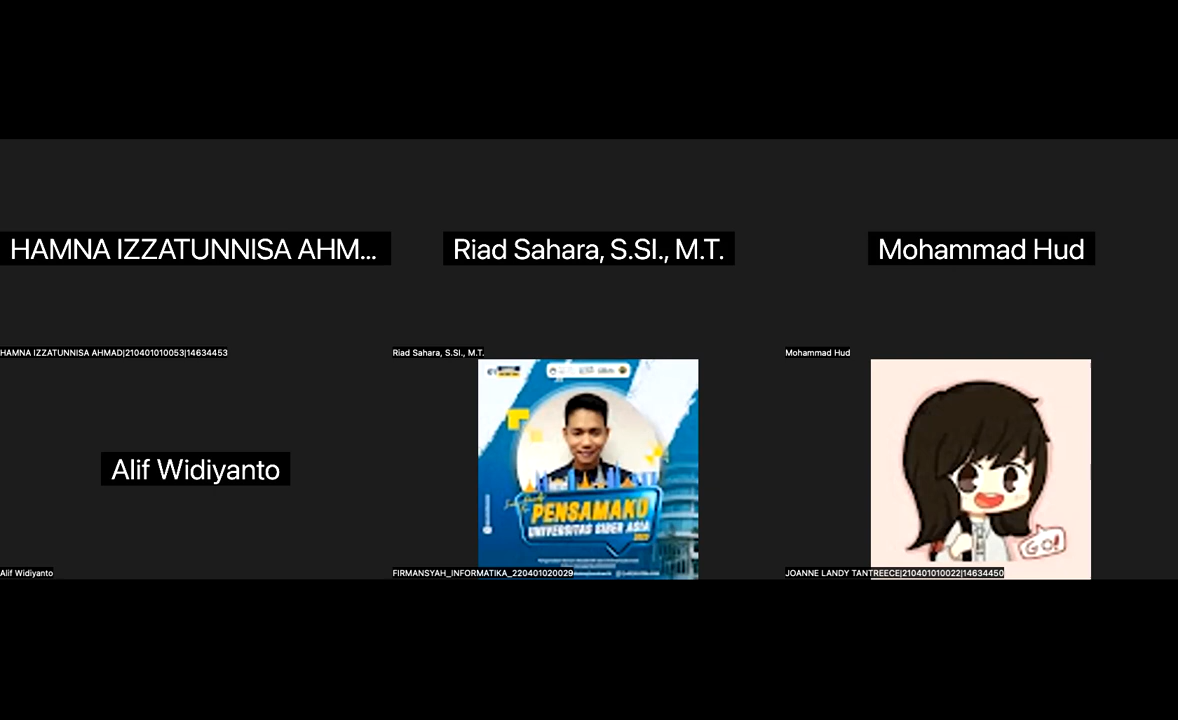 HAMNA IZZATUNNISA AHM...
Riad Sahara, S.SI., M.T.
Mohammad Hud
HAMNA IZZATUNNISA AHMAD|210401010053|14634453
Riad Sahara, S.SI., M.T.
Mohammad Hud
Alif Widiyanto
PENSAMAKU
UNIVERSITAS SIBER ASIA
GO!
Alif Widiyanto
FIRMANSYAH_INFORMATIKA_220401020029
JOANNE LANDY TANTREECE|210401010022|14634450